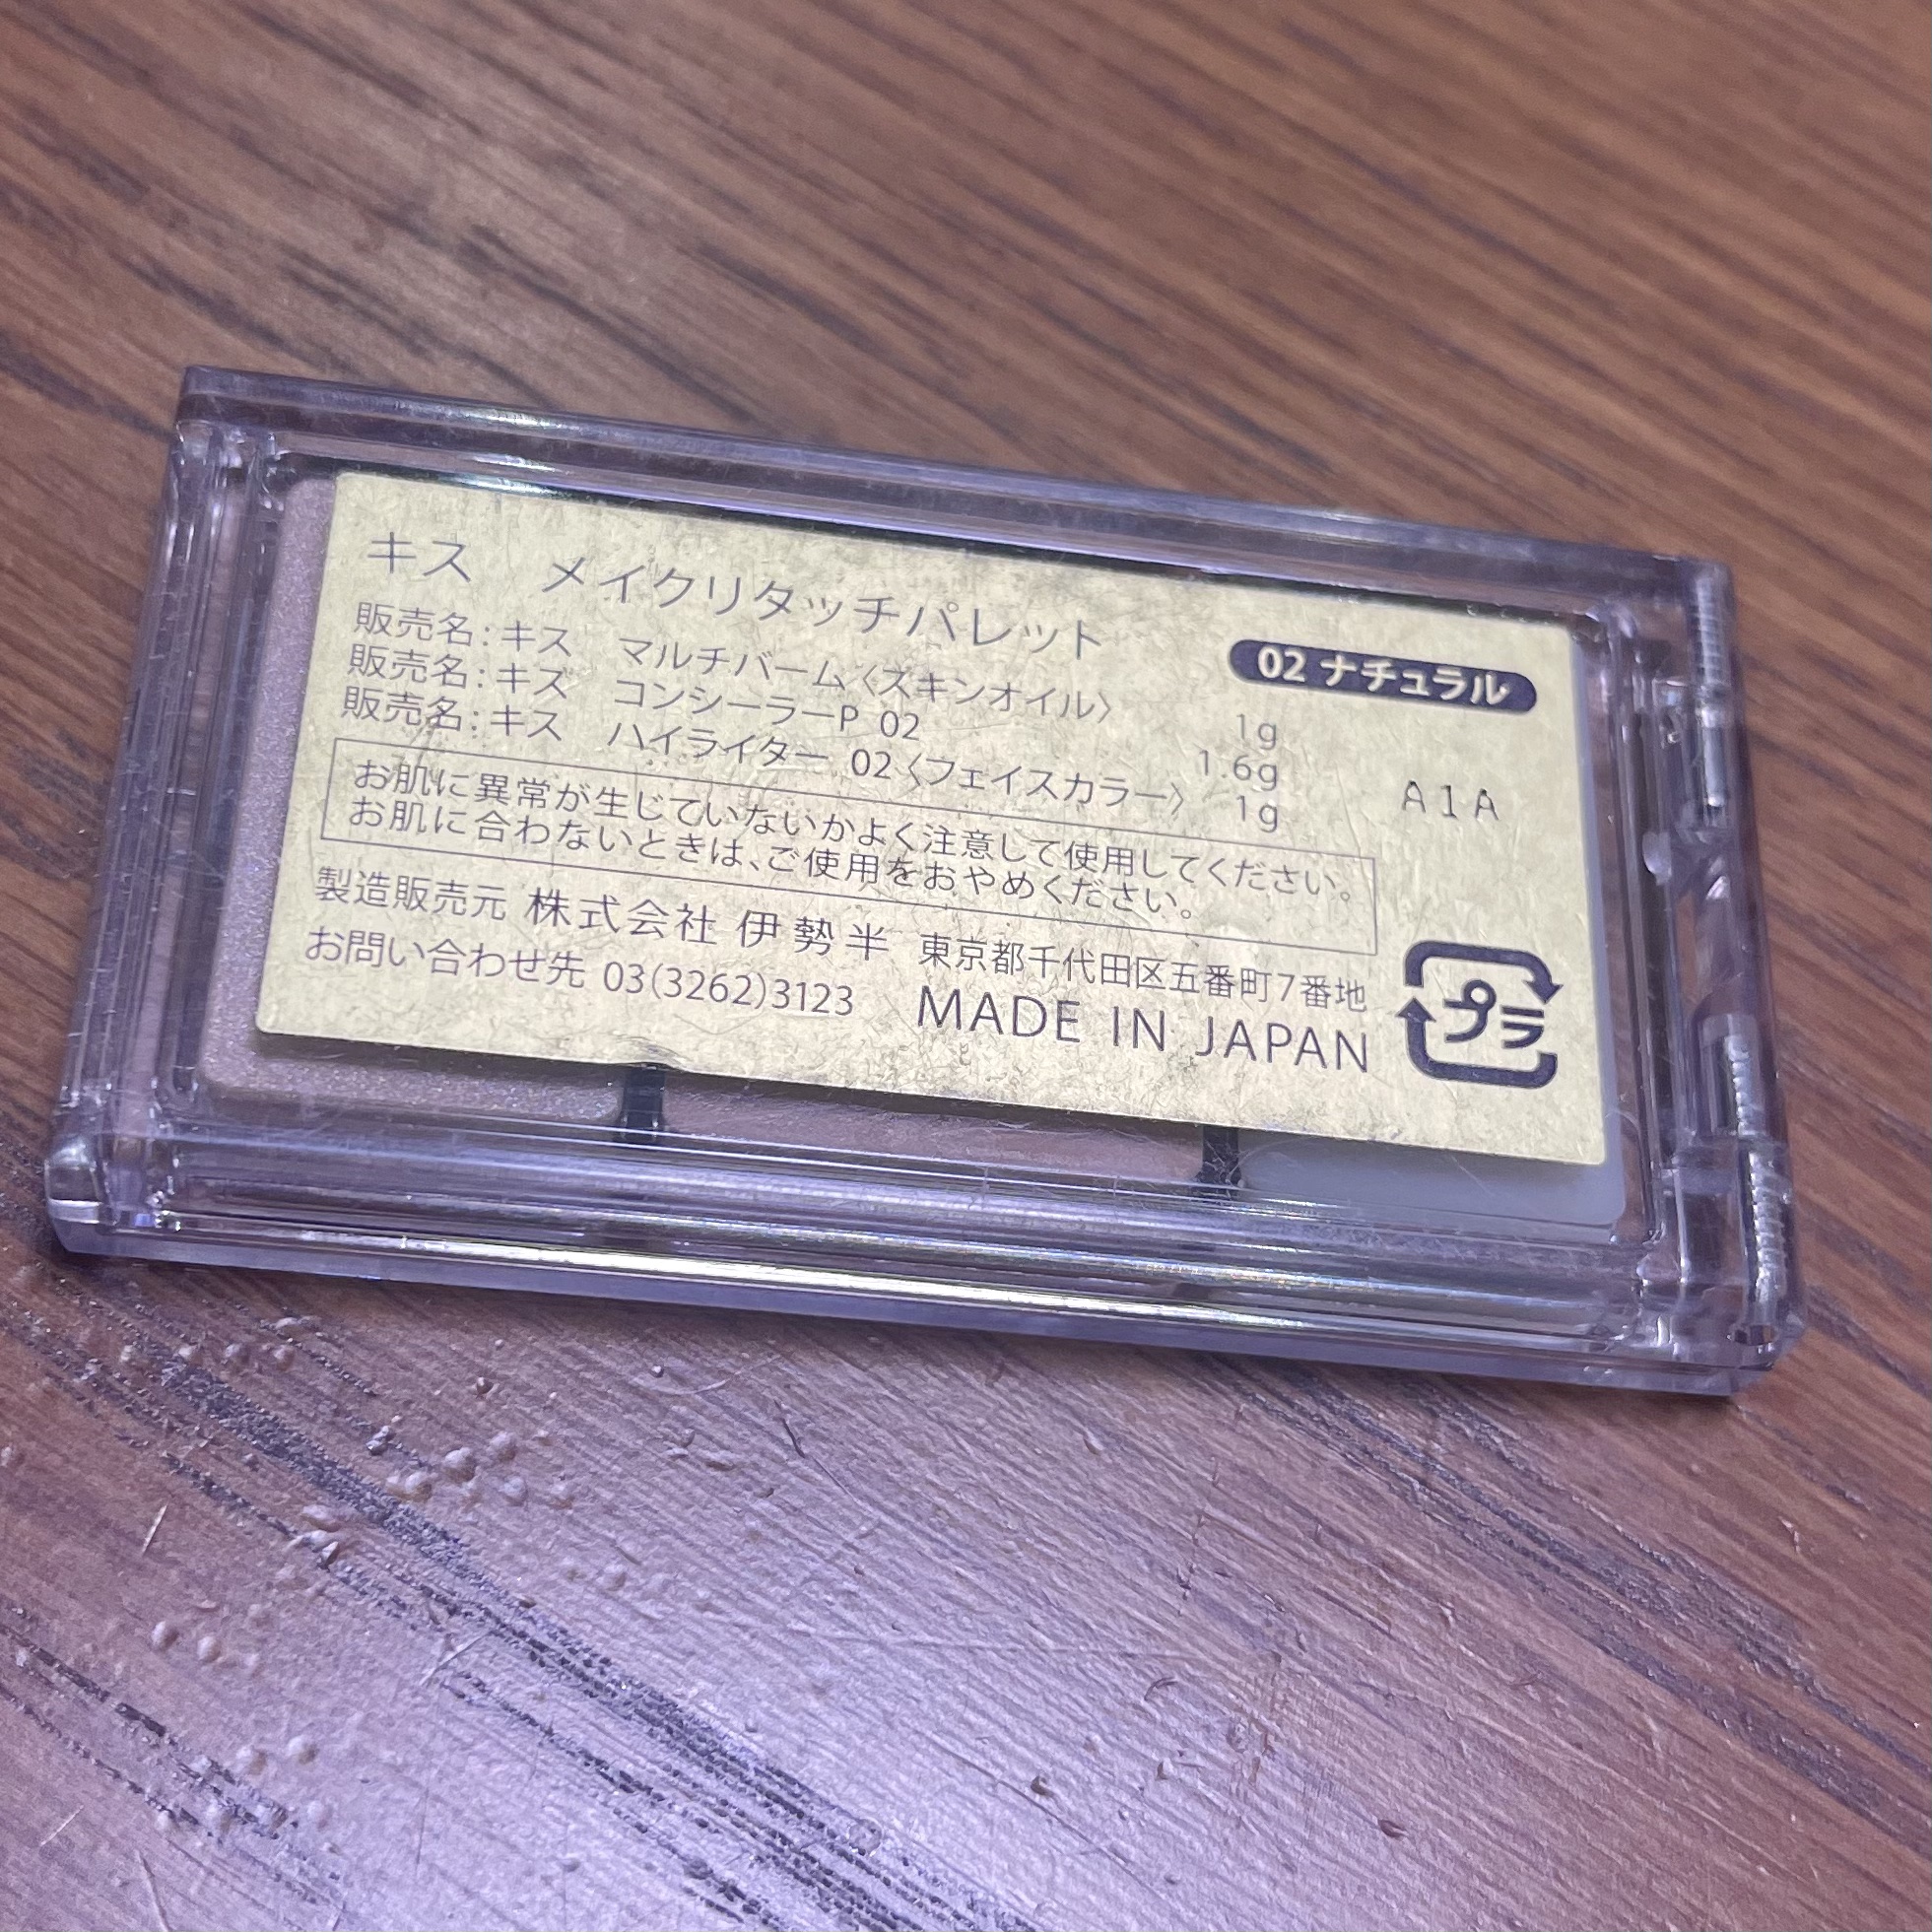 キス メイクリタッチパレット
02 ナチュラル
販売名:キス マルチバーム〈スキンオイル〉 1g
販売名:キス コンシーラーP 02 1.6g
販売名:キス ハイライター 02〈フェイスカラー〉 1g
A1A
お肌に異常が生じていないかよく注意して使用してください。
お肌に合わないときは、ご使用をおやめください。
製造販売元 株式会社 伊勢半 東京都千代田区五番町7番地
お問い合わせ先 03(3262)3123 MADE IN JAPAN
プラ